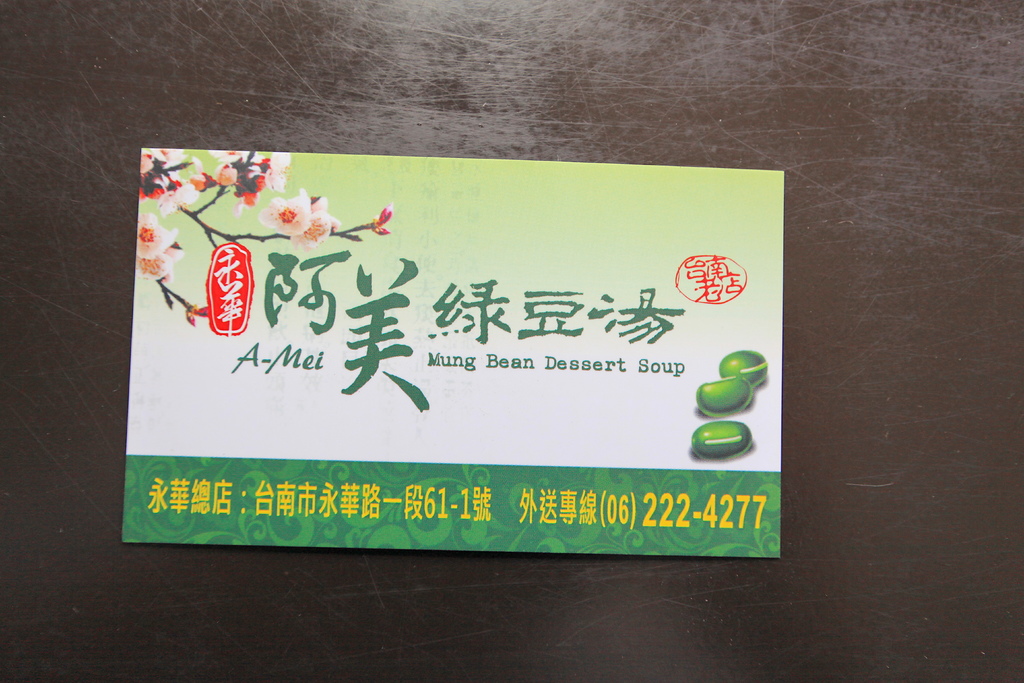 永華
阿美綠豆湯
台南老店
A-Mei
Mung Bean Dessert Soup
永華總店：台南市永華路一段61-1號 外送專線(06)222-4277